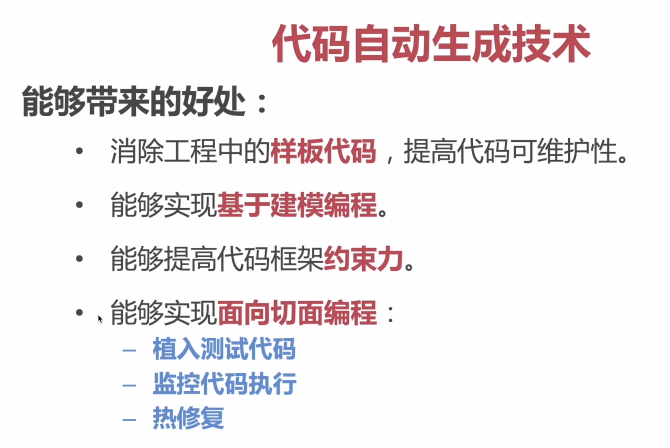 代码自动生成技术
能够带来的好处：
• 消除工程中的样板代码，提高代码可维护性。
• 能够实现基于建模编程。
• 能够提高代码框架约束力。
• 能够实现面向切面编程：
– 植入测试代码
– 监控代码执行
– 热修复